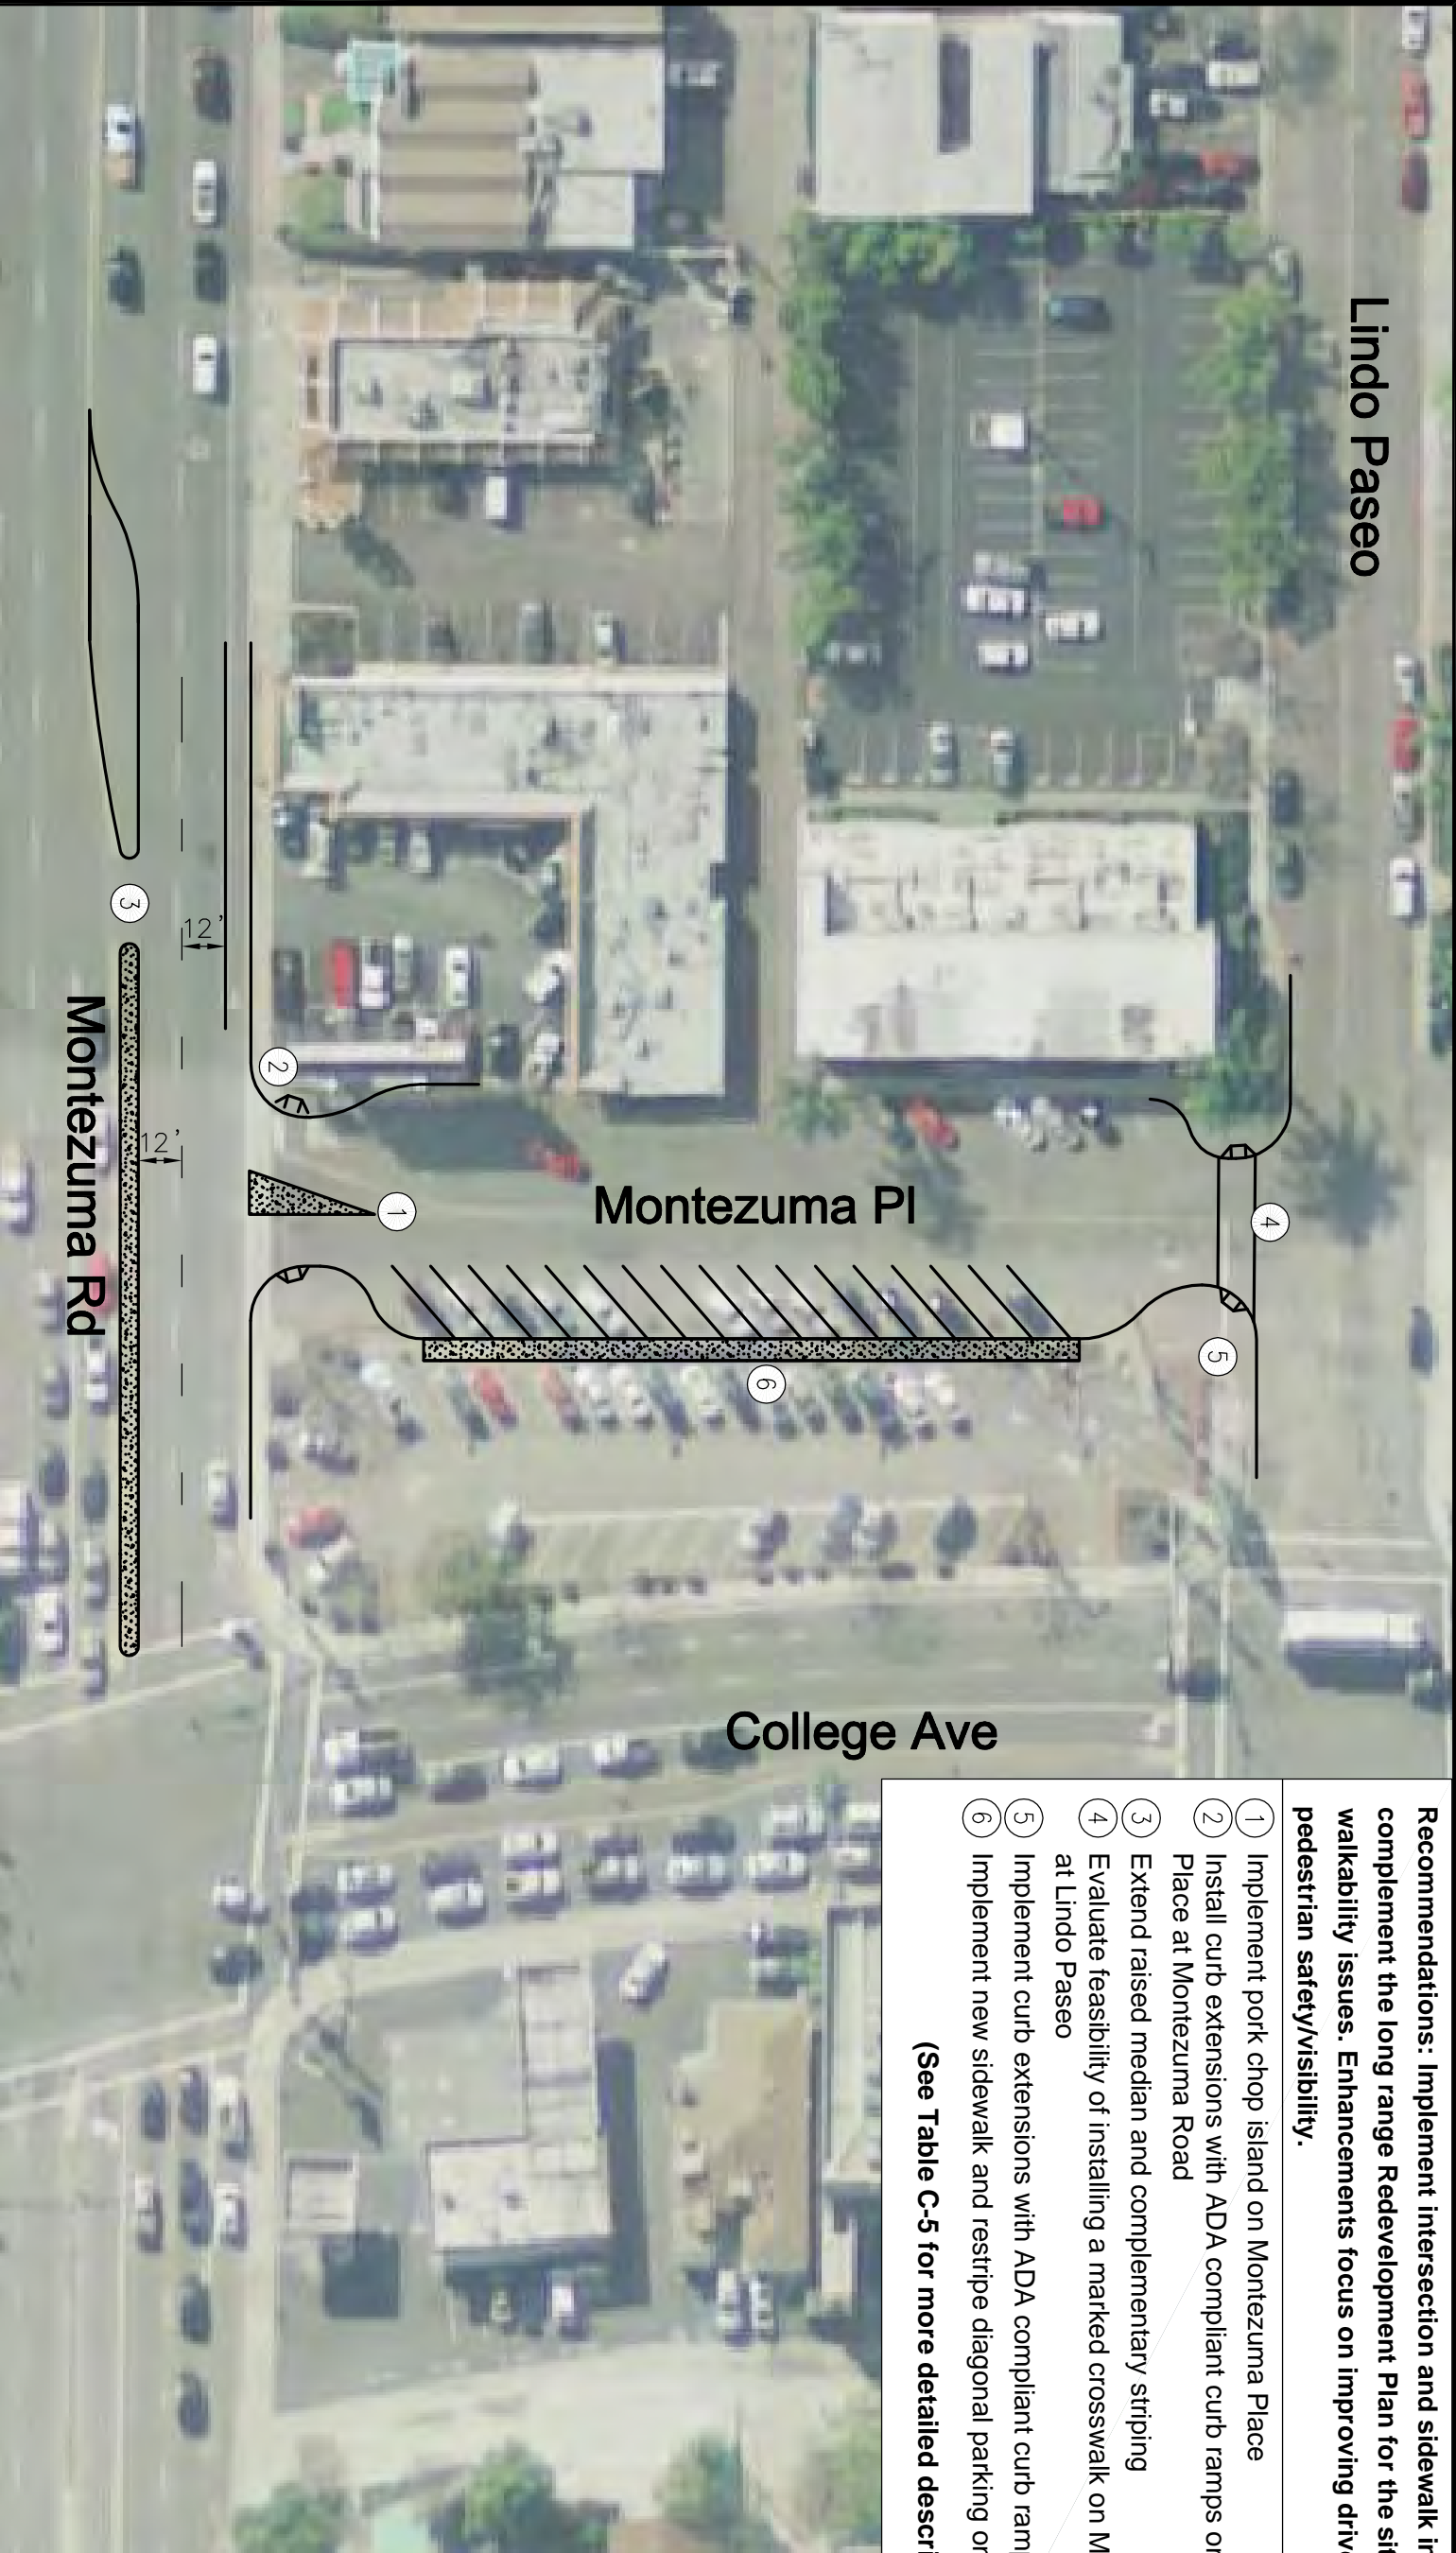 Recommendations: Implement intersection and sidewalk
complement the long range Redevelopment Plan for the
walkability issues. Enhancements focus on improving
pedestrian safety/visibility.
1 Implement pork chop island on Montezuma Place
2 Install curb extensions with ADA compliant curb ramps
Place at Montezuma Road
3 Extend raised median and complementary striping
4 Evaluate feasibility of installing a marked crosswalk on
at Lindo Paseo
5 Implement curb extensions with ADA compliant curb
6 Implement new sidewalk and restripe diagonal parking
(See Table C-5 for more detailed
Lindo Paseo
Montezuma Pl
College Ave
Montezuma Rd
12'
12'
1
2
3
4
5
6